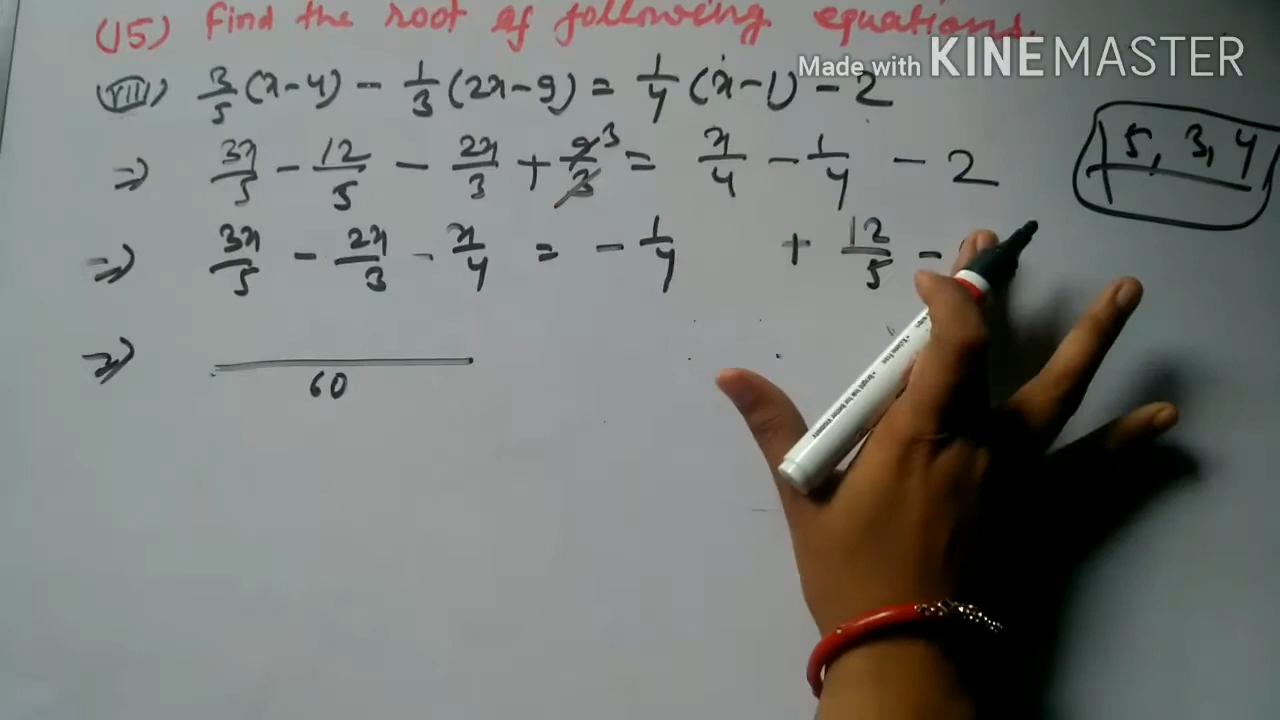 (15) Find the root of following equations.
Made with KINEMASTER
(VIII) 3/5 (x-4) - 1/3 (2x-9) = 1/4 (x-1) - 2
⇒ 3x/5 - 12/5 - 2x/3 + 9/3 3 = x/4 - 1/4 - 2
5, 3, 4
⇒ 3x/5 - 2x/3 - x/4 = - 1/4 + 12/5 -
⇒ /60